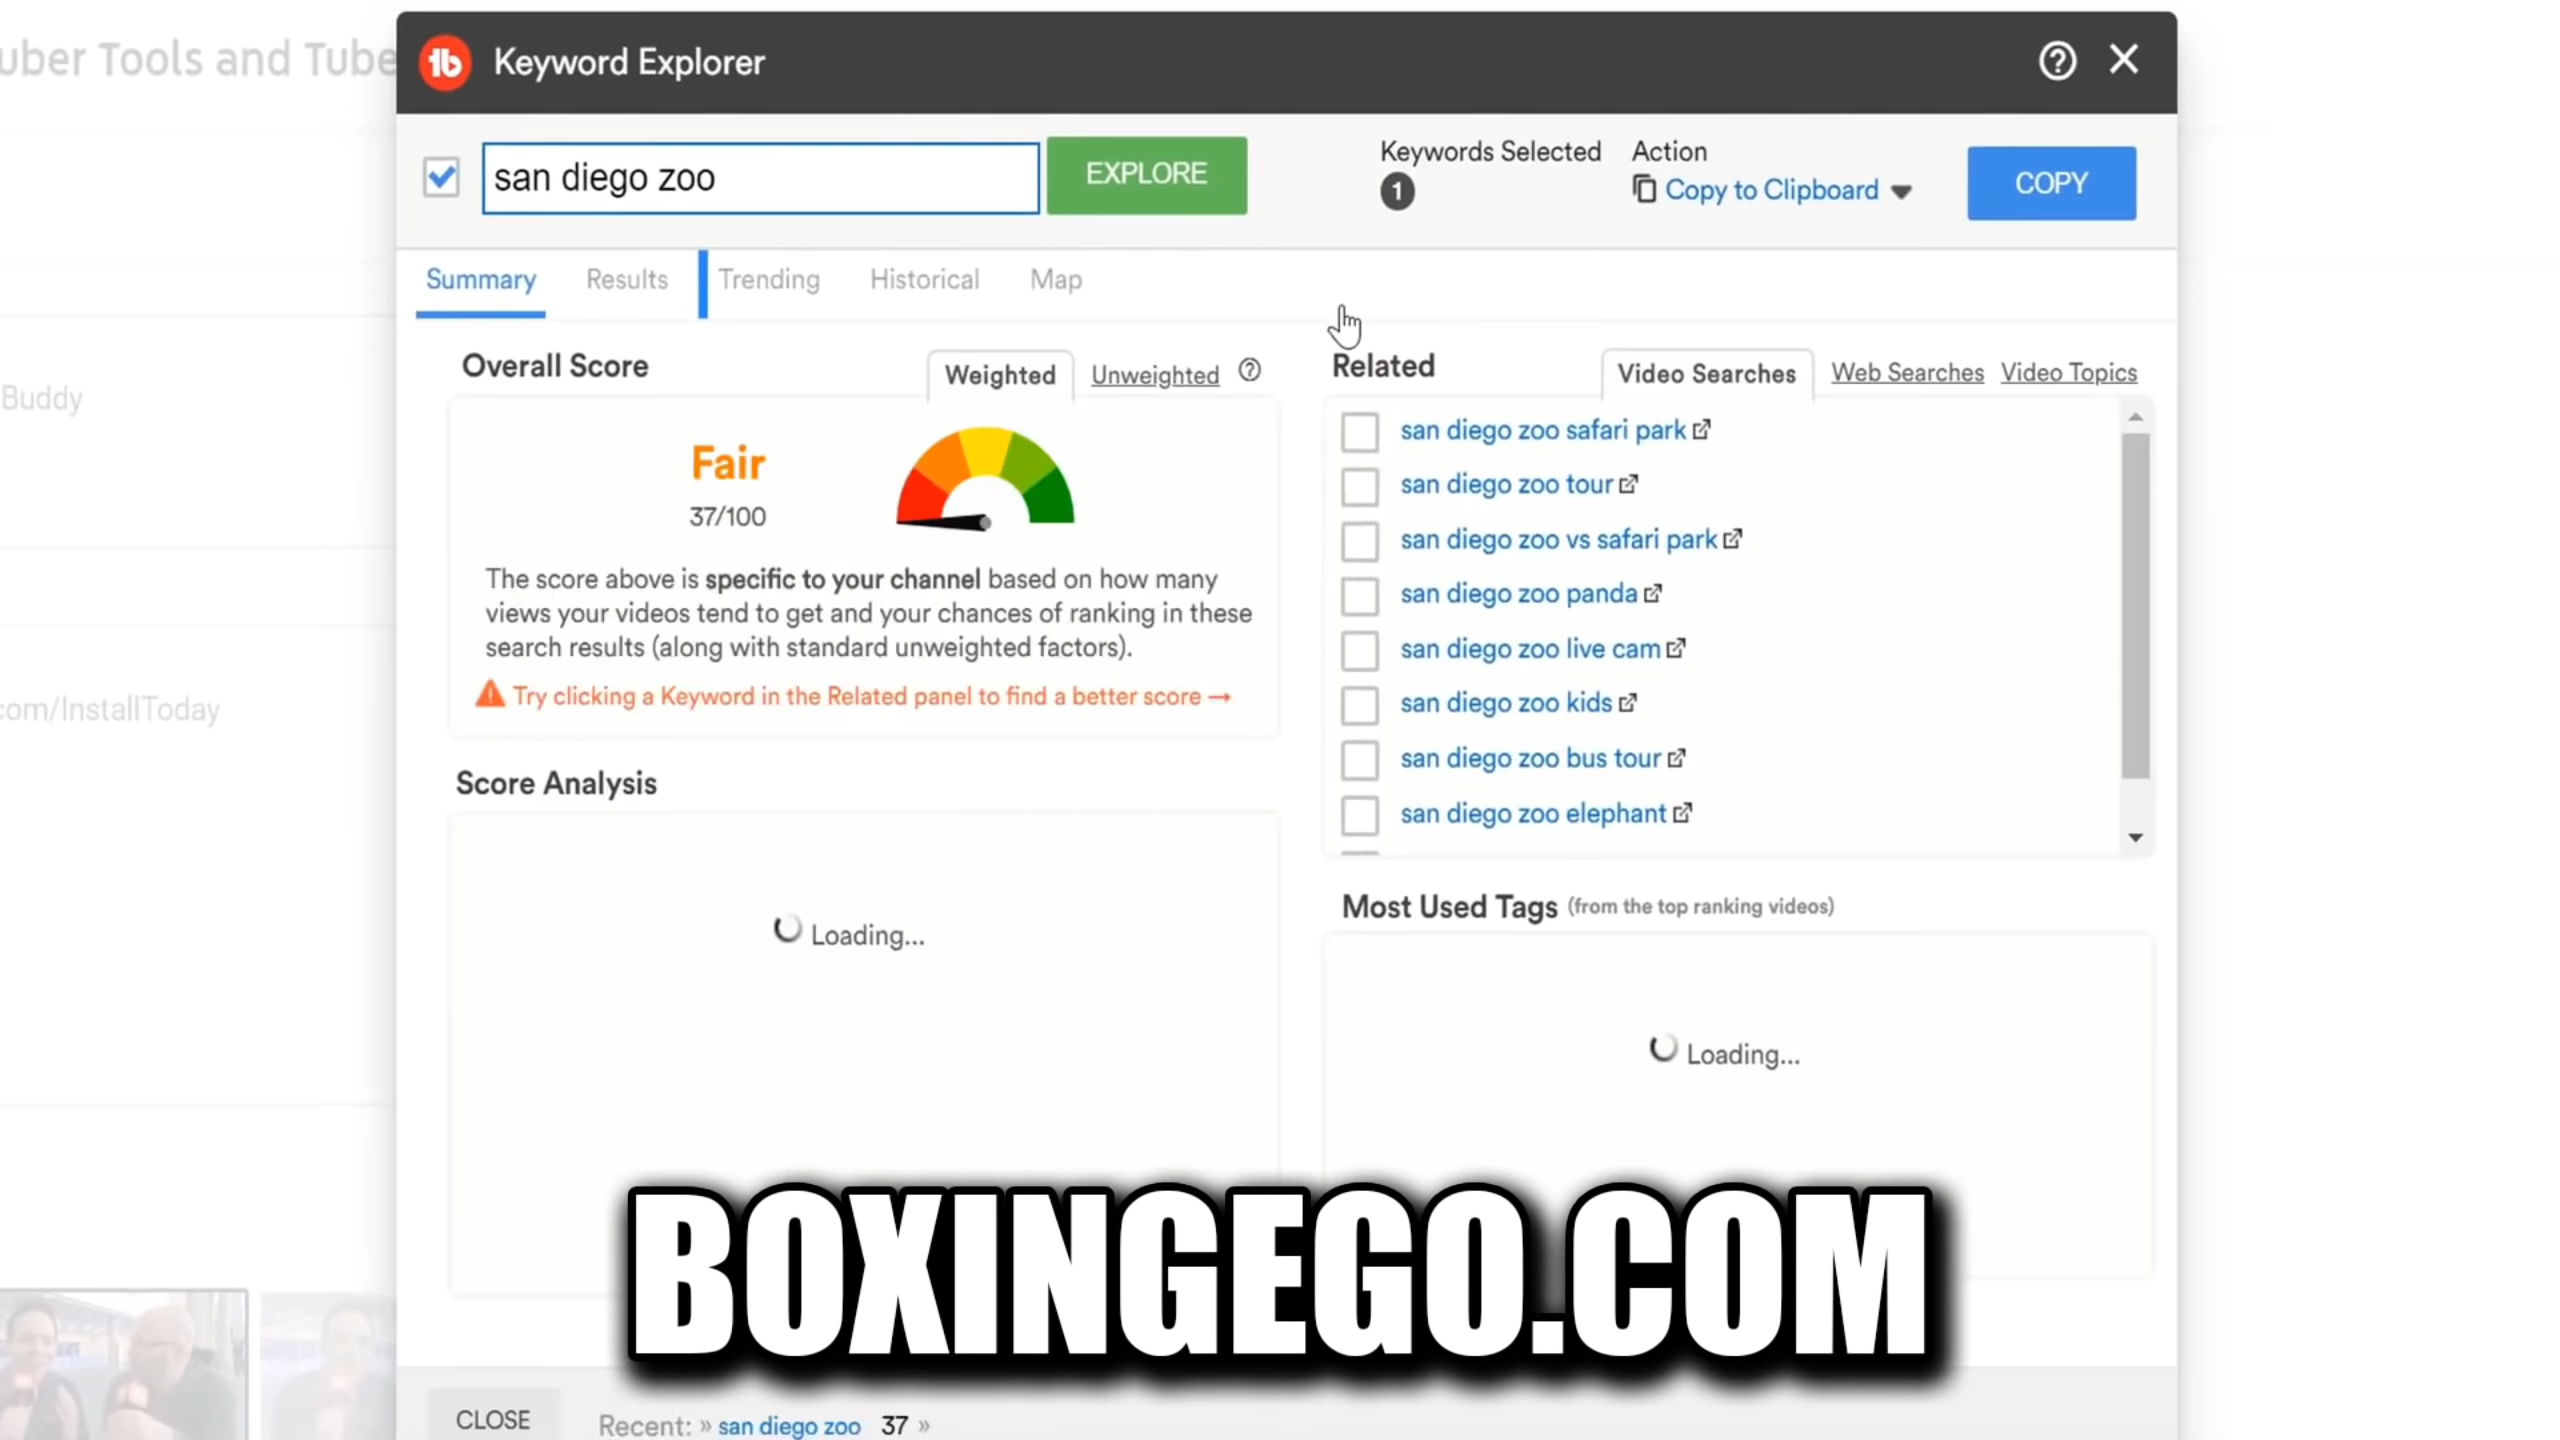 uber Tools and Tube
Keyword Explorer
san diego zoo
EXPLORE
Keywords Selected
1
Action
Copy to Clipboard
COPY
Summary
Results
Trending
Historical
Map
Overall Score
Weighted
Unweighted
Related
Video Searches
Web Searches
Video Topics
Buddy
Fair
37/100
The score above is specific to your channel based on how many
views your videos tend to get and your chances of ranking in these
search results (along with standard unweighted factors).
Try clicking a Keyword in the Related panel to find a better score →
san diego zoo safari park
san diego zoo tour
san diego zoo vs safari park
san diego zoo panda
san diego zoo live cam
san diego zoo kids
san diego zoo bus tour
san diego zoo elephant
com/InstallToday
Score Analysis
Loading...
Most Used Tags (from the top ranking videos)
Loading...
BOXINGEGO.COM
CLOSE
Recent: » san diego zoo 37 »